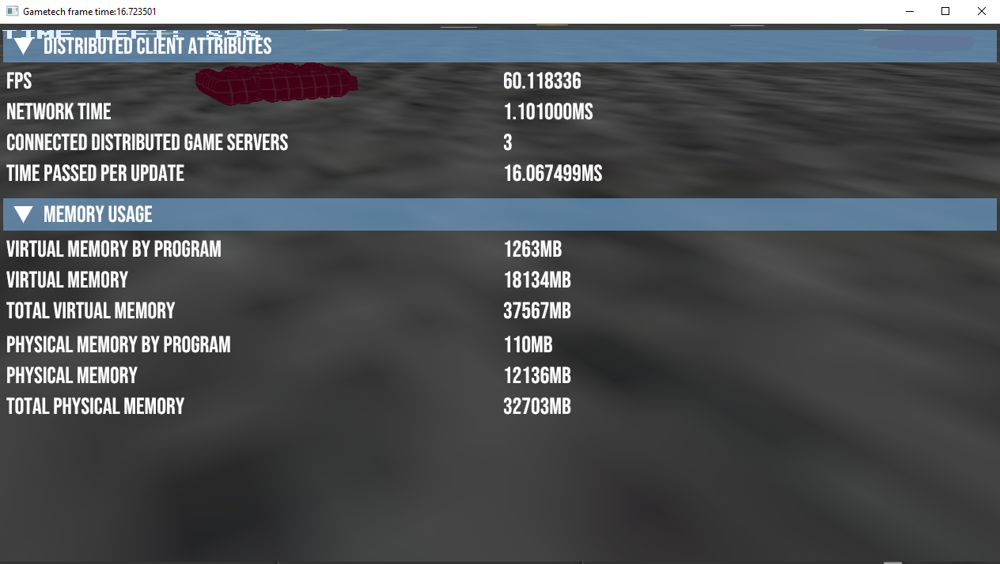 Gametech frame time:16.723501
TIME LEFT: 898
DISTRIBUTED CLIENT ATTRIBUTES
FPS 60.118336
NETWORK TIME 1.101000MS
CONNECTED DISTRIBUTED GAME SERVERS 3
TIME PASSED PER UPDATE 16.067499MS
MEMORY USAGE
VIRTUAL MEMORY BY PROGRAM 1263MB
VIRTUAL MEMORY 18134MB
TOTAL VIRTUAL MEMORY 37567MB
PHYSICAL MEMORY BY PROGRAM 110MB
PHYSICAL MEMORY 12136MB
TOTAL PHYSICAL MEMORY 32703MB